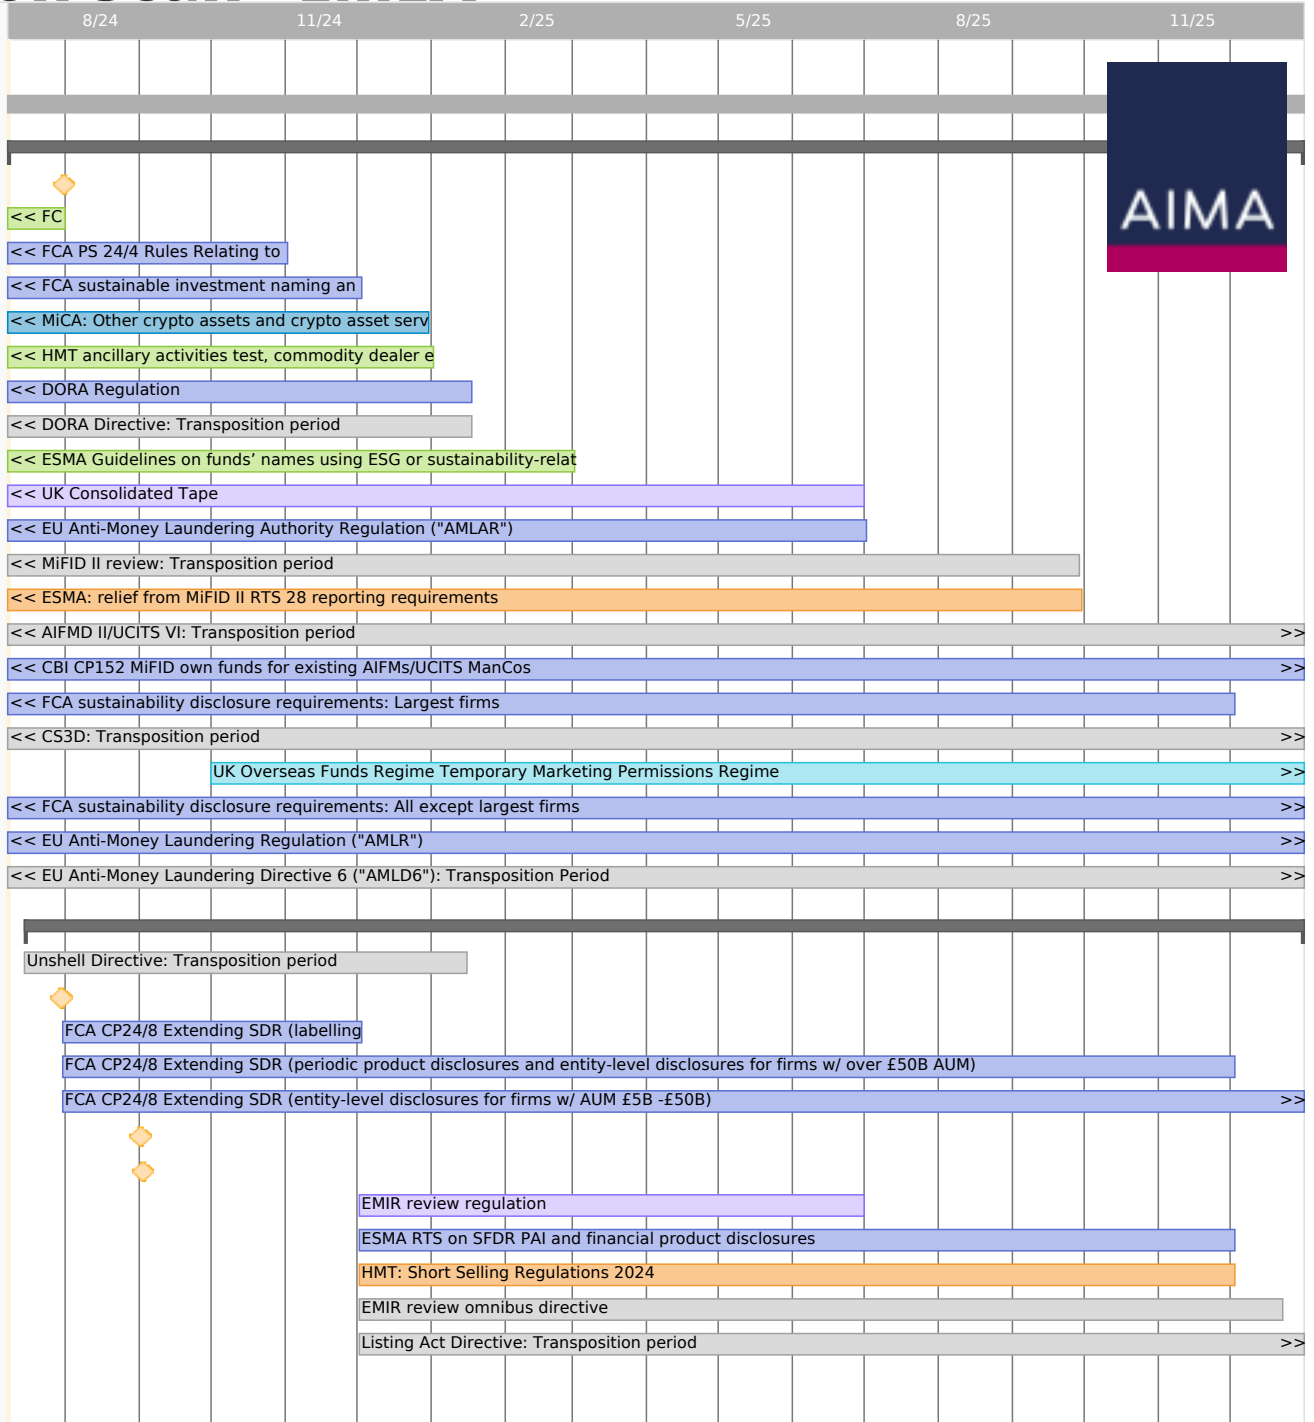 8/24 11/24 2/25 5/25 8/25 11/25
AIMA
<< FC
<< FCA PS 24/4 Rules Relating to
<< FCA sustainable investment naming an
<< MiCA: Other crypto assets and crypto asset serv
<< HMT ancillary activities test, commodity dealer e
<< DORA Regulation
<< DORA Directive: Transposition period
<< ESMA Guidelines on funds’ names using ESG or sustainability-relat
<< UK Consolidated Tape
<< EU Anti-Money Laundering Authority Regulation ("AMLAR")
<< MiFID II review: Transposition period
<< ESMA: relief from MiFID II RTS 28 reporting requirements
<< AIFMD II/UCITS VI: Transposition period >>
<< CBI CP152 MiFID own funds for existing AIFMs/UCITS ManCos >>
<< FCA sustainability disclosure requirements: Largest firms
<< CS3D: Transposition period >>
UK Overseas Funds Regime Temporary Marketing Permissions Regime >>
<< FCA sustainability disclosure requirements: All except largest firms >>
<< EU Anti-Money Laundering Regulation ("AMLR") >>
<< EU Anti-Money Laundering Directive 6 ("AMLD6"): Transposition Period >>
Unshell Directive: Transposition period
FCA CP24/8 Extending SDR (labelling
FCA CP24/8 Extending SDR (periodic product disclosures and entity-level disclosures for firms w/ over £50B AUM)
FCA CP24/8 Extending SDR (entity-level disclosures for firms w/ AUM £5B -£50B) >>
EMIR review regulation
ESMA RTS on SFDR PAI and financial product disclosures
HMT: Short Selling Regulations 2024
EMIR review omnibus directive
Listing Act Directive: Transposition period >>